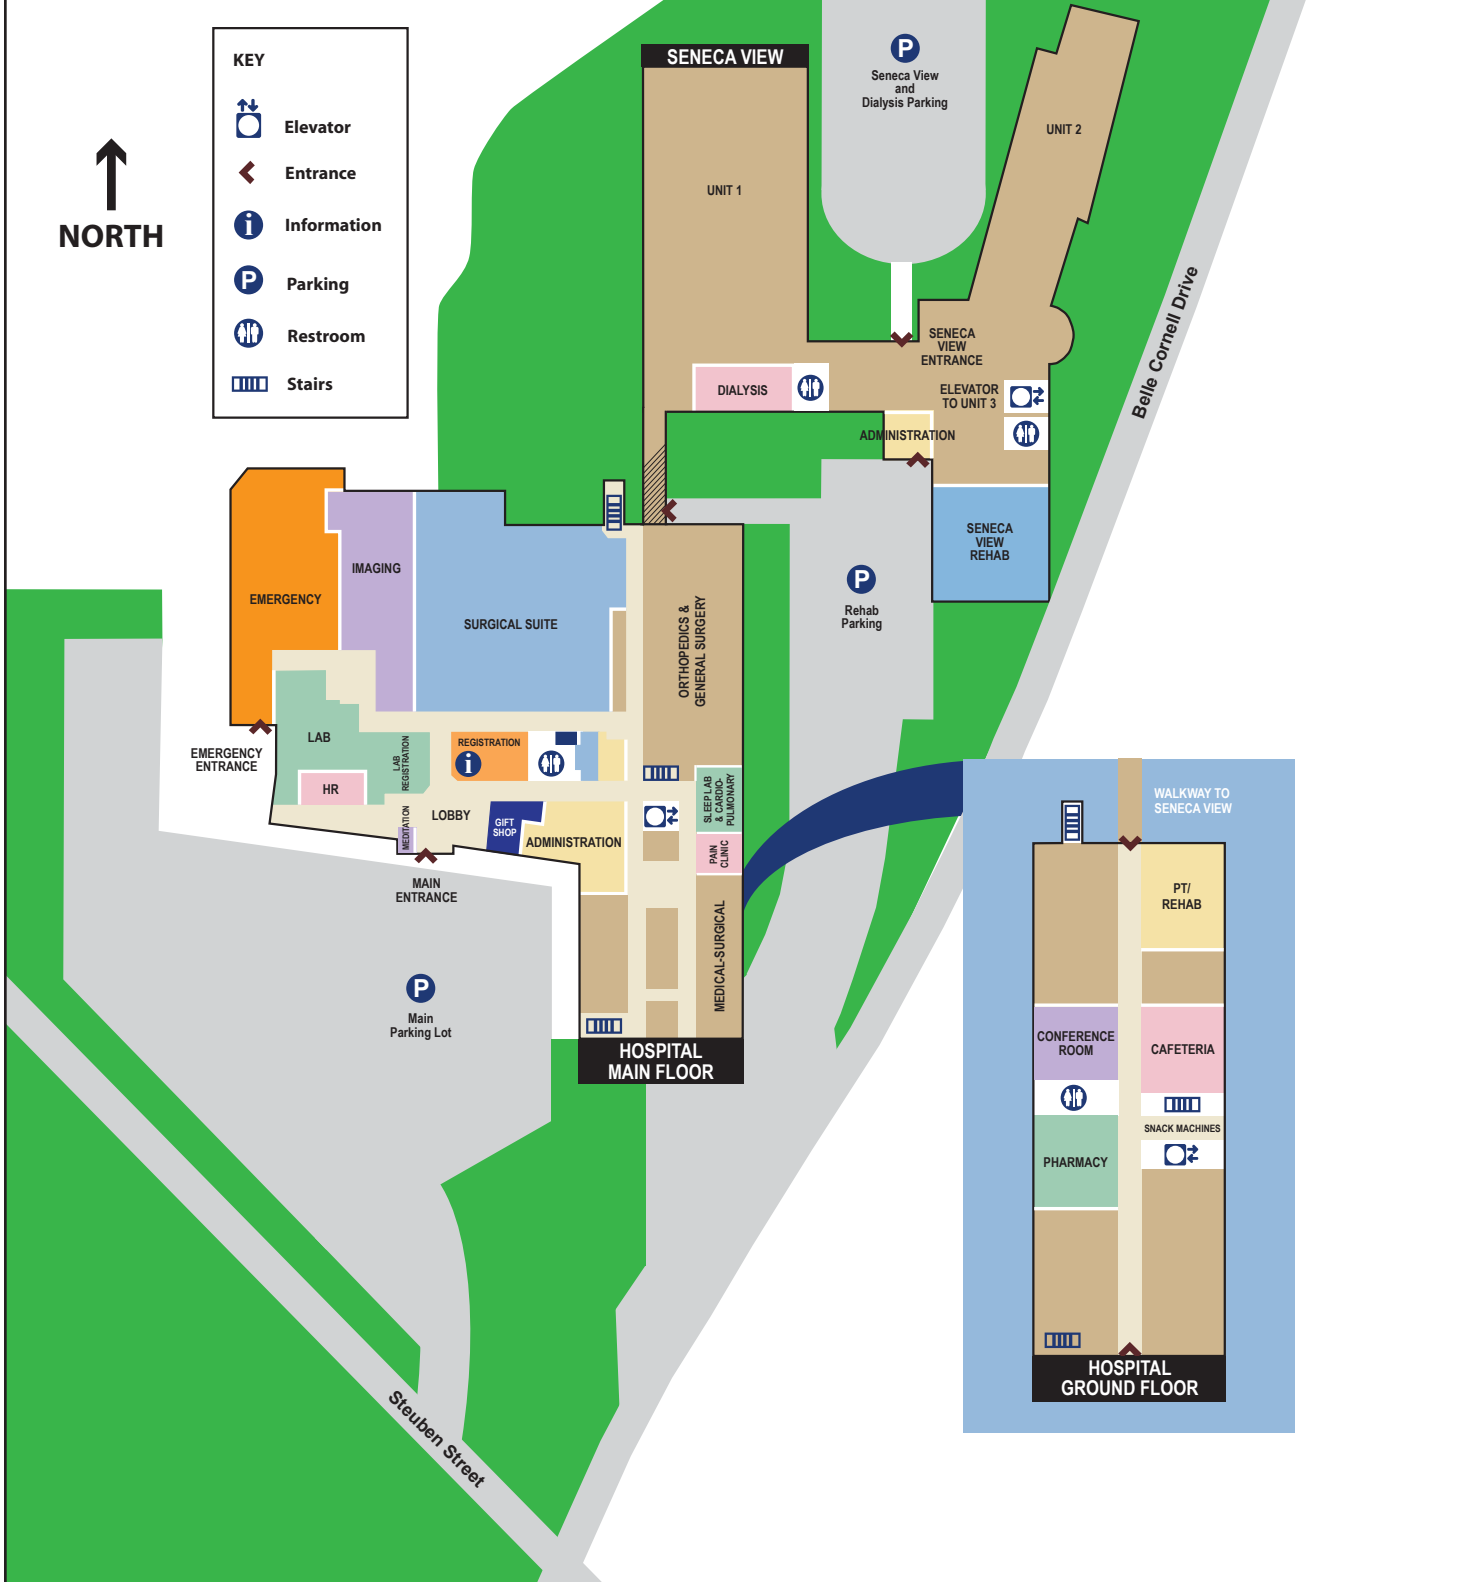 KEY
Elevator
Entrance
i
Information
P
Parking
Restroom
Stairs
NORTH
SENECA VIEW
P
Seneca View
and
Dialysis Parking
UNIT 2
UNIT 1
SENECA
VIEW
ENTRANCE
Belle Cornell Drive
DIALYSIS
ELEVATOR
TO UNIT 3
ADMINISTRATION
SENECA
VIEW
REHAB
P
Rehab
Parking
EMERGENCY
IMAGING
SURGICAL SUITE
ORTHOPEDICS &
GENERAL SURGERY
EMERGENCY
ENTRANCE
LAB
LAB
REGISTRATION
REGISTRATION
i
HR
MEDITATION
LOBBY
GIFT
SHOP
ADMINISTRATION
SLEEP LAB
& CARDIO-
PULMONARY
PAIN
CLINIC
MEDICAL-SURGICAL
MAIN
ENTRANCE
P
Main
Parking Lot
HOSPITAL
MAIN FLOOR
WALKWAY TO
SENECA VIEW
PT/
REHAB
CONFERENCE
ROOM
CAFETERIA
SNACK MACHINES
PHARMACY
HOSPITAL
GROUND FLOOR
Steuben Street